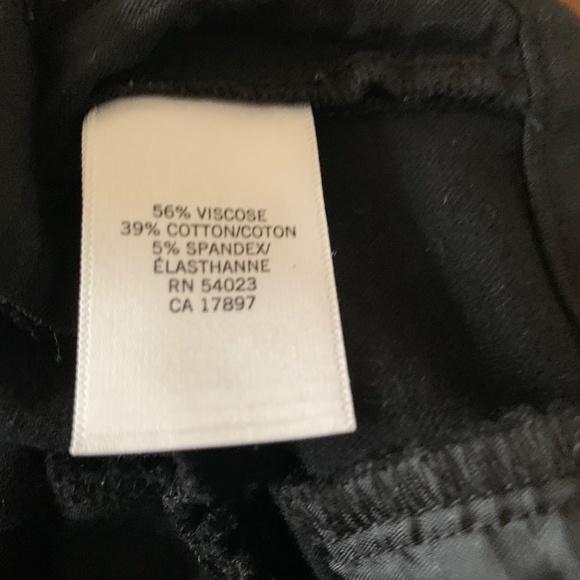 56% VISCOSE
39% COTTON/COTON
5% SPANDEX/
ÉLASTHANNE
RN 54023
CA 17897